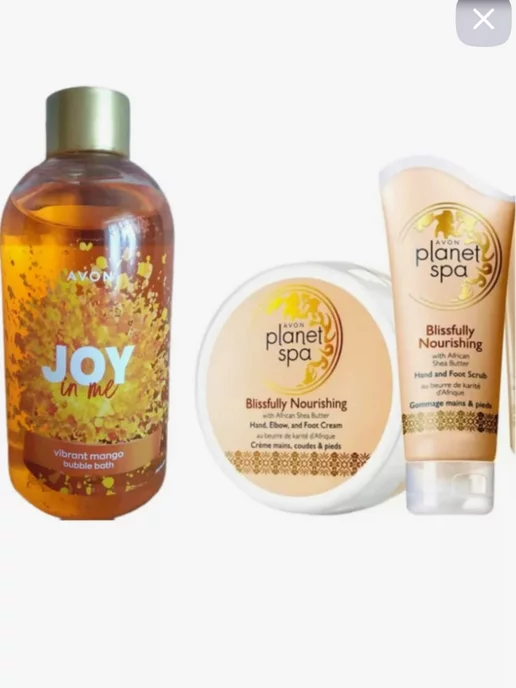 AVON
JOY
in me
vibrant mango
bubble bath
AVON
planet
spa
Blissfully Nourishing
with African Shea Butter
Hand, Elbow, and Foot Cream
au beurre de karité d'Afrique
Crème mains, coudes & pieds
AVON
planet
spa
Blissfully
Nourishing
with African
Shea Butter
Hand and Foot Scrub
au beurre de karité
d'Afrique
Gommage mains & pieds